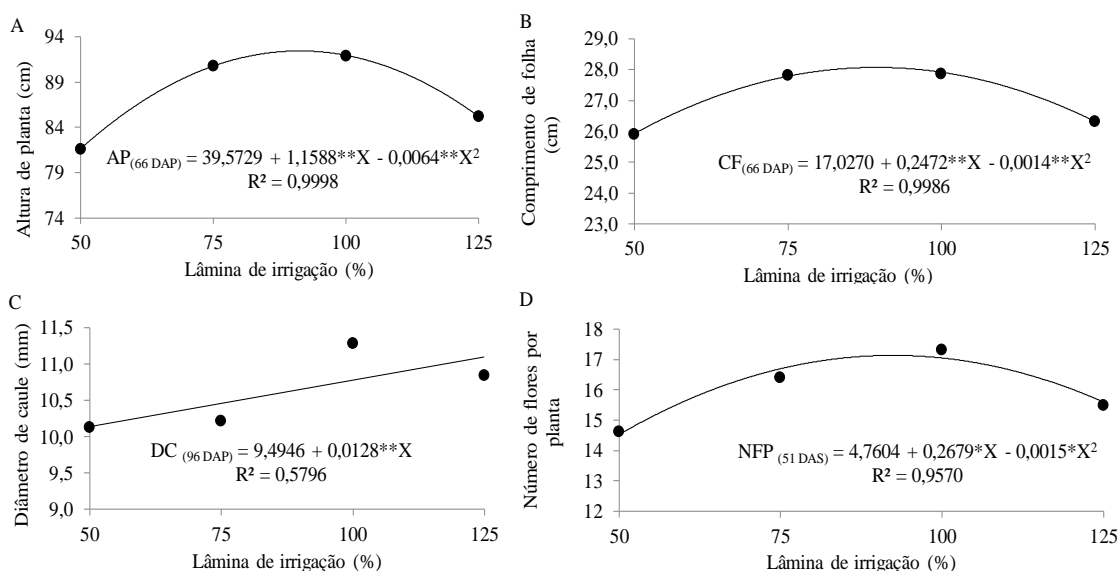 A
Altura de planta (cm)
94
89
84
79
74
50
75
100
125
AP(66 DAP) = 39,5729 + 1,1588**X - 0,0064**X²
R² = 0,9998
Lâmina de irrigação (%)
B
Comprimento de folha
(cm)
29,0
28,0
27,0
26,0
25,0
24,0
23,0
50
75
100
125
CF(66 DAP) = 17,0270 + 0,2472**X - 0,0014**X²
R² = 0,9986
Lâmina de irrigação (%)
C
Diâmetro de caule (mm)
11,5
11,0
10,5
10,0
9,5
9,0
50
75
100
125
DC (96 DAP) = 9,4946 + 0,0128**X
R² = 0,5796
Lâmina de irrigação (%)
D
Número de flores por
planta
18
17
16
15
14
13
12
50
75
100
125
NFP (51 DAS) = 4,7604 + 0,2679*X - 0,0015*X²
R² = 0,9570
Lâmina de irrigação (%)